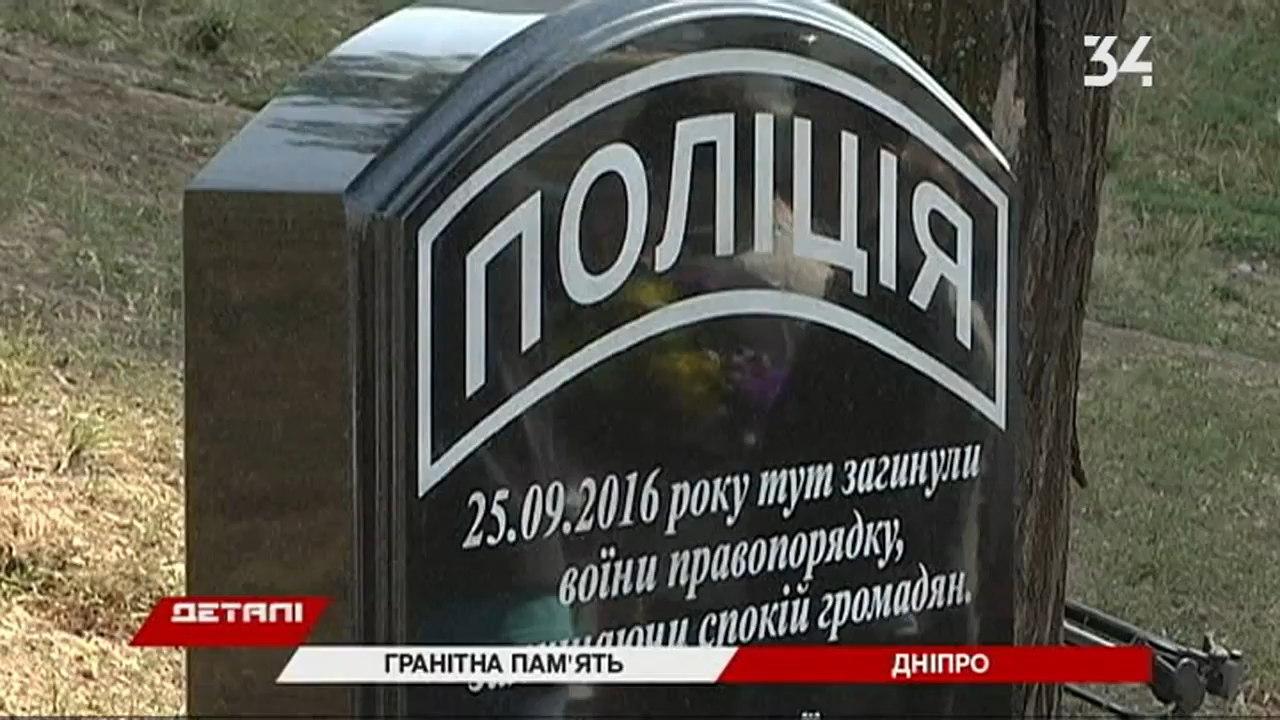 34
ПОЛІЦІЯ
25.09.2016 року тут загинули
воїни правопорядку,
спокій громадян.
ДЕТАЛІ
ГРАНІТНА ПАМ'ЯТЬ
ДНІПРО